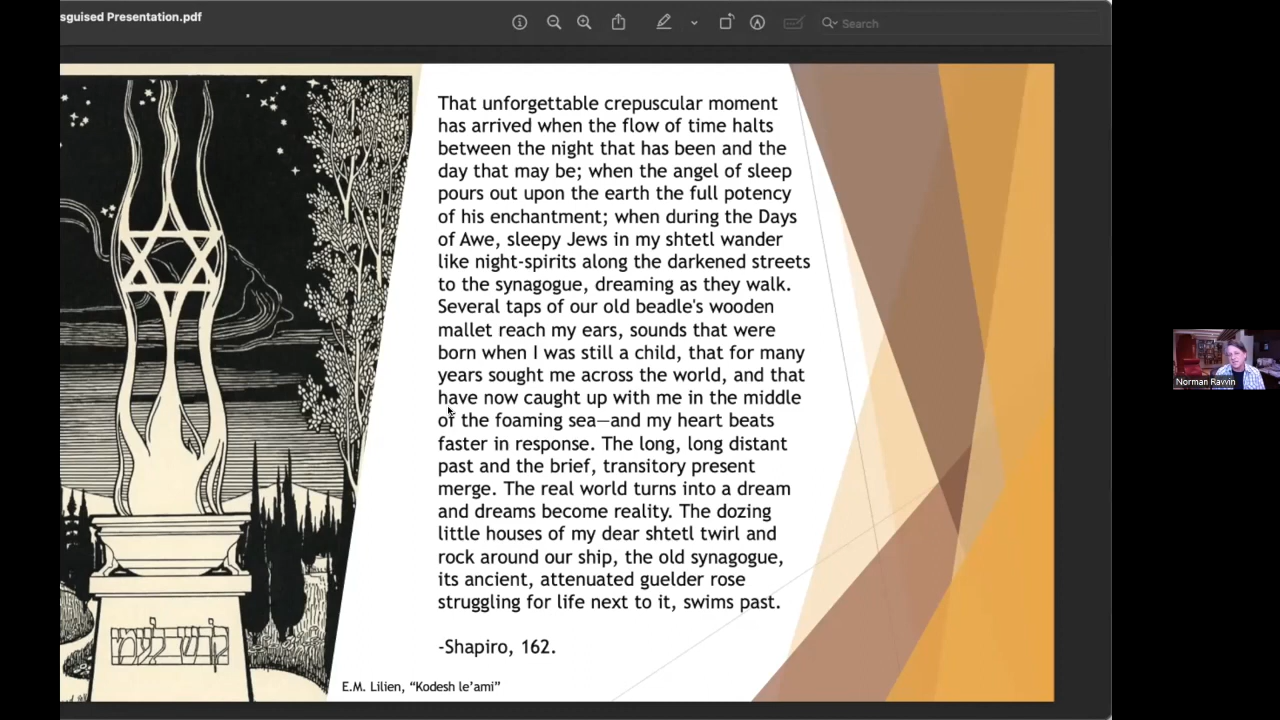 sguised Presentation.pdf
Search
That unforgettable crepuscular moment
has arrived when the flow of time halts
between the night that has been and the
day that may be; when the angel of sleep
pours out upon the earth the full potency
of his enchantment; when during the Days
of Awe, sleepy Jews in my shtetl wander
like night-spirits along the darkened streets
to the synagogue, dreaming as they walk.
Several taps of our old beadle's wooden
mallet reach my ears, sounds that were
born when I was still a child, that for many
years sought me across the world, and that
have now caught up with me in the middle
of the foaming sea—and my heart beats
faster in response. The long, long distant
past and the brief, transitory present
merge. The real world turns into a dream
and dreams become reality. The dozing
little houses of my dear shtetl twirl and
rock around our ship, the old synagogue,
its ancient, attenuated guelder rose
struggling for life next to it, swims past.
-Shapiro, 162.
E.M. Lilien, “Kodesh le’ami”
Norman Ravvin